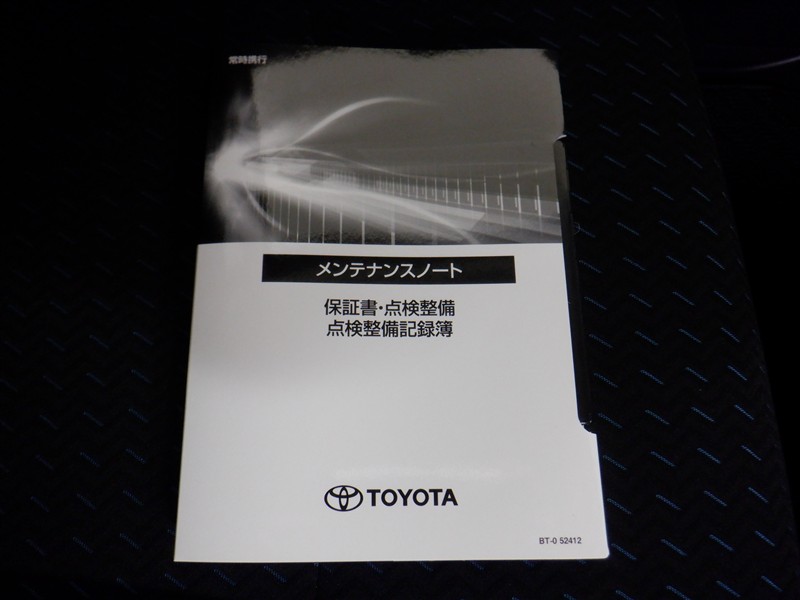 常時携行
メンテナンスノート
保証書・点検整備
点検整備記録簿
TOYOTA
BT-0 52412